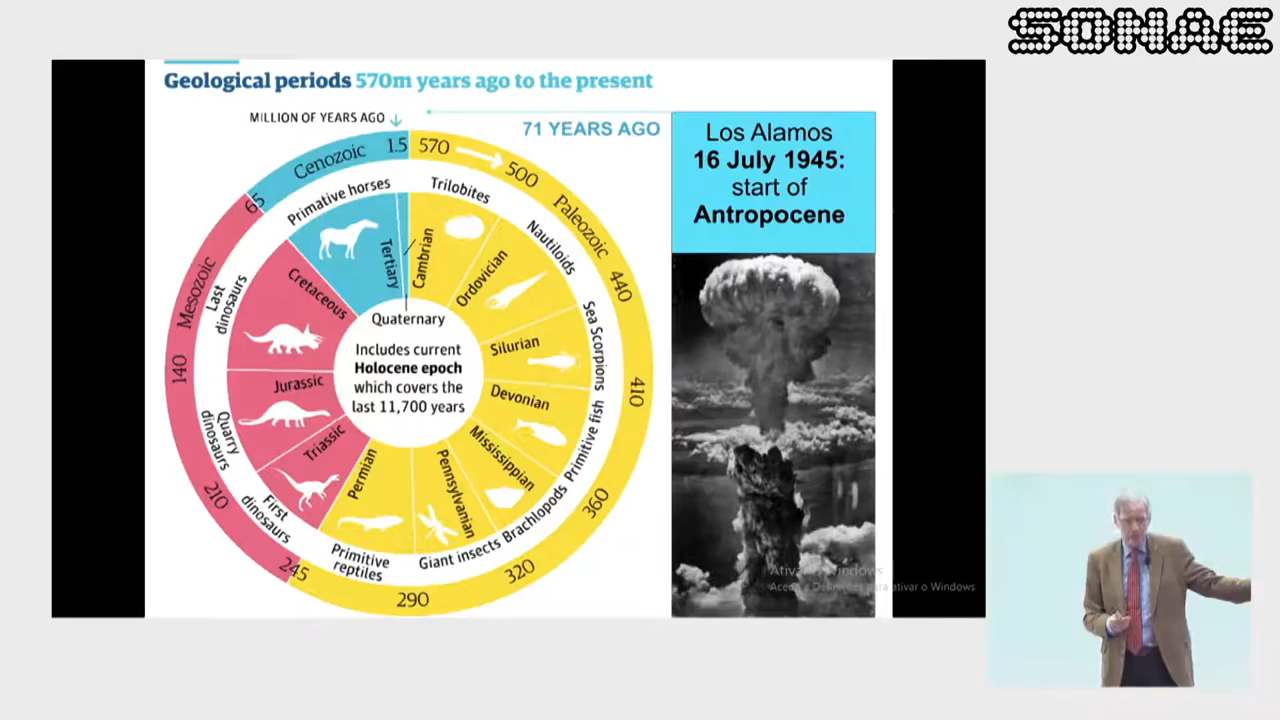 SONAE
Geological periods 570m years ago to the present
MILLION OF YEARS AGO
71 YEARS AGO
Los Alamos
16 July 1945:
start of
Antropocene
Cenozoic
1.5
570
500
Paleozoic
440
410
360
320
290
245
210
140
Mesozoic
65
Primative horses
Trilobites
Nautiloids
Sea Scorpions
Primitive fish
Brachlopods
Giant insects
Primitive
reptiles
First
dinosaurs
Quarry
dinosaurs
Last
dinosaurs
Tertiary
Cambrian
Ordovician
Silurian
Devonian
Mississippian
Pennsylvanian
Permian
Triassic
Jurassic
Cretaceous
Quaternary
Includes current
Holocene epoch
which covers the
last 11,700 years
Windows
ativar o Windows